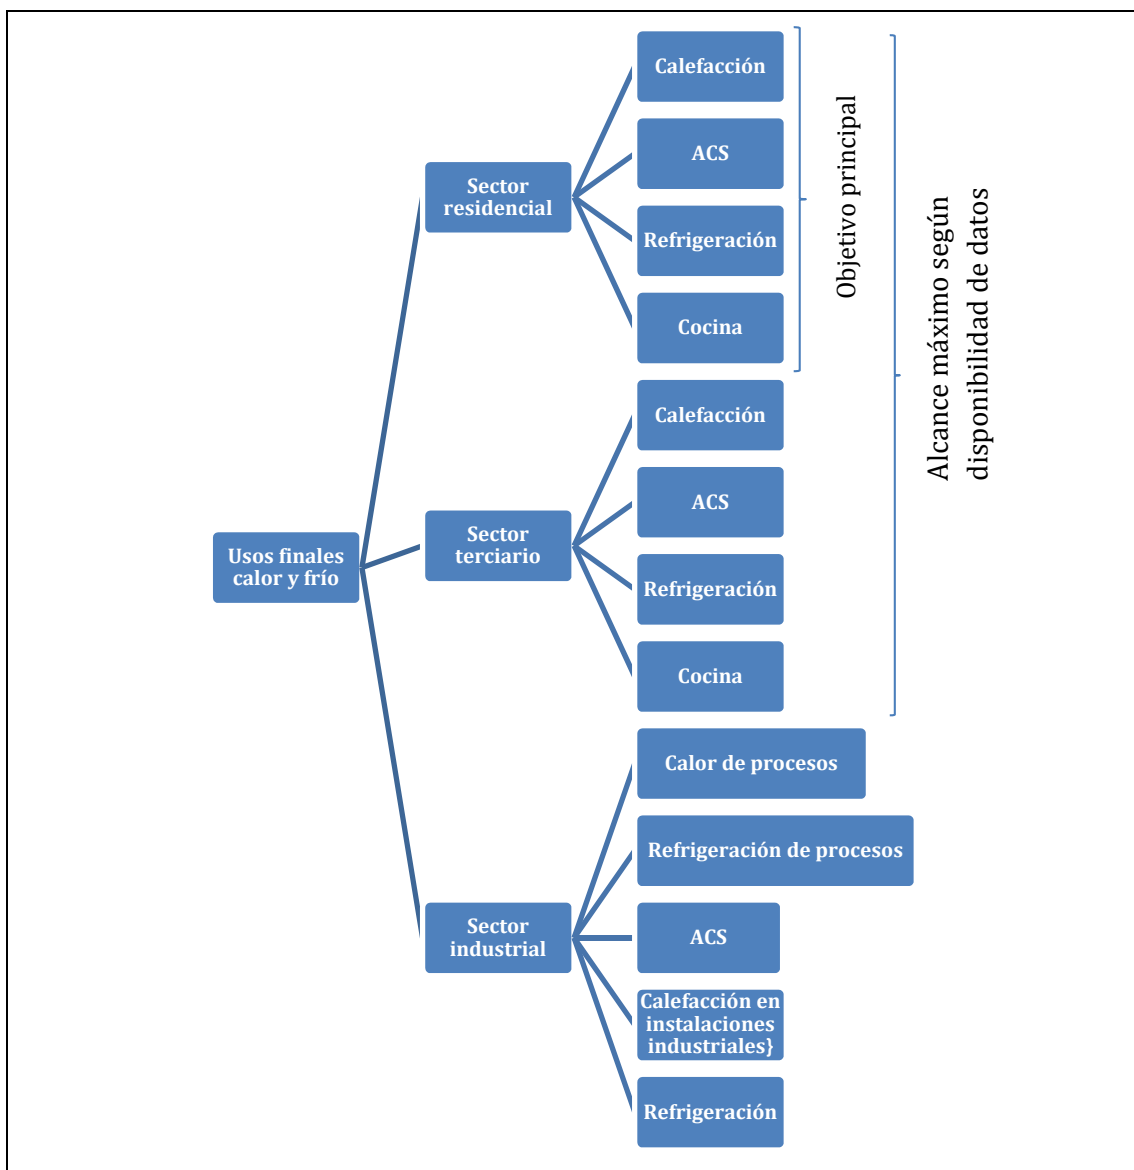 Usos finales
calor y frío
Sector
residencial
Calefacción
ACS
Refrigeración
Cocina
Objetivo principal
Sector
terciario
Calefacción
ACS
Refrigeración
Cocina
Alcance máximo según
disponibilidad de datos
Sector
industrial
Calor de procesos
Refrigeración de procesos
ACS
Calefacción en
instalaciones
industriales}
Refrigeración